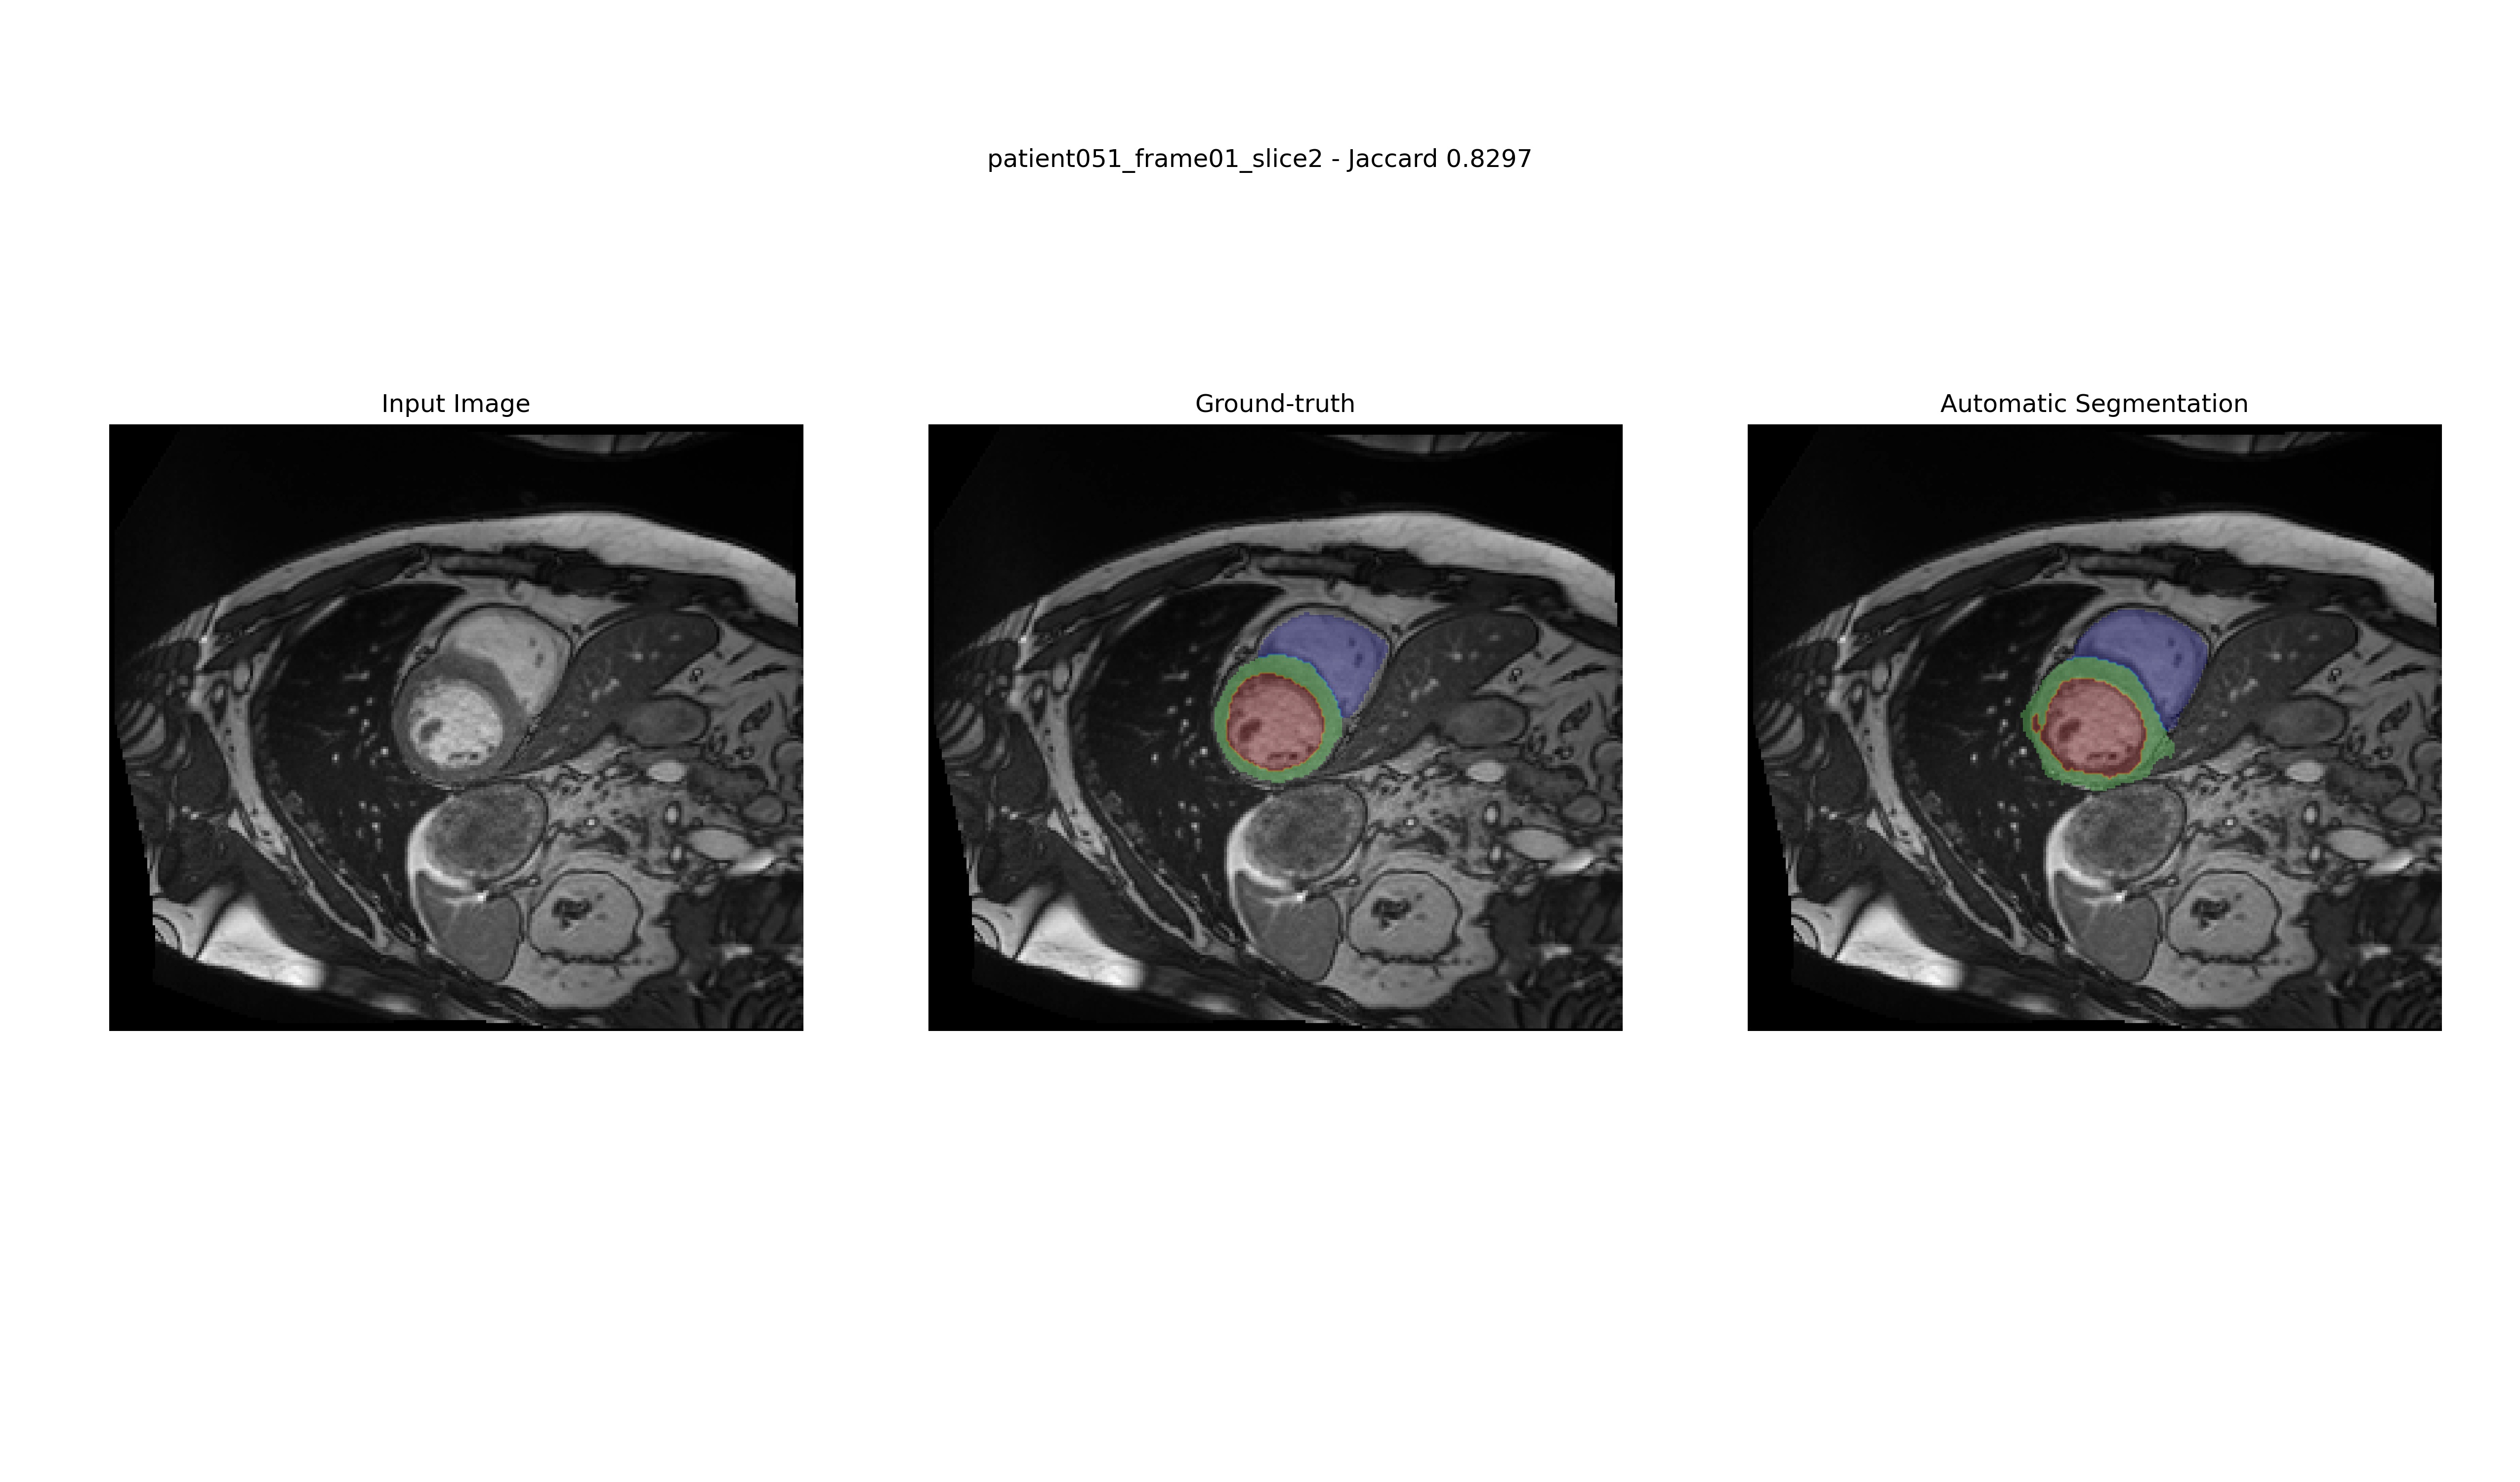 patient051_frame01_slice2 - Jaccard 0.8297
Input Image
Ground-truth
Automatic Segmentation